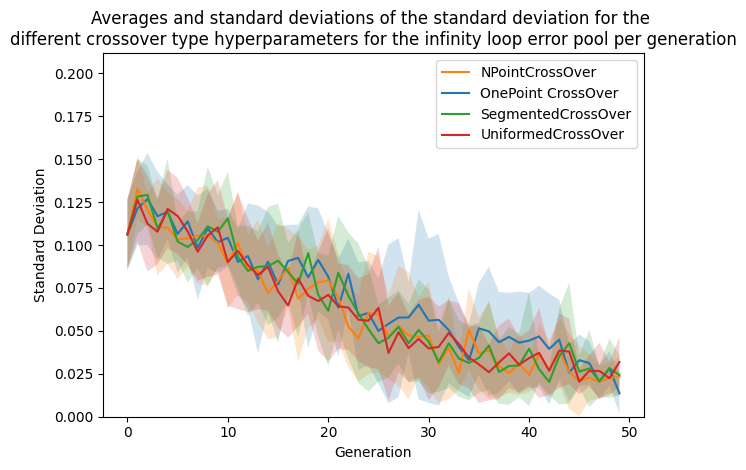 Averages and standard deviations of the standard deviation for the
different crossover type hyperparameters for the infinity loop error pool per generation
NPointCrossOver
OnePoint CrossOver
SegmentedCrossOver
UniformedCrossOver
Standard Deviation
0.200
0.175
0.150
0.125
0.100
0.075
0.050
0.025
0.000
0 10 20 30 40 50
Generation